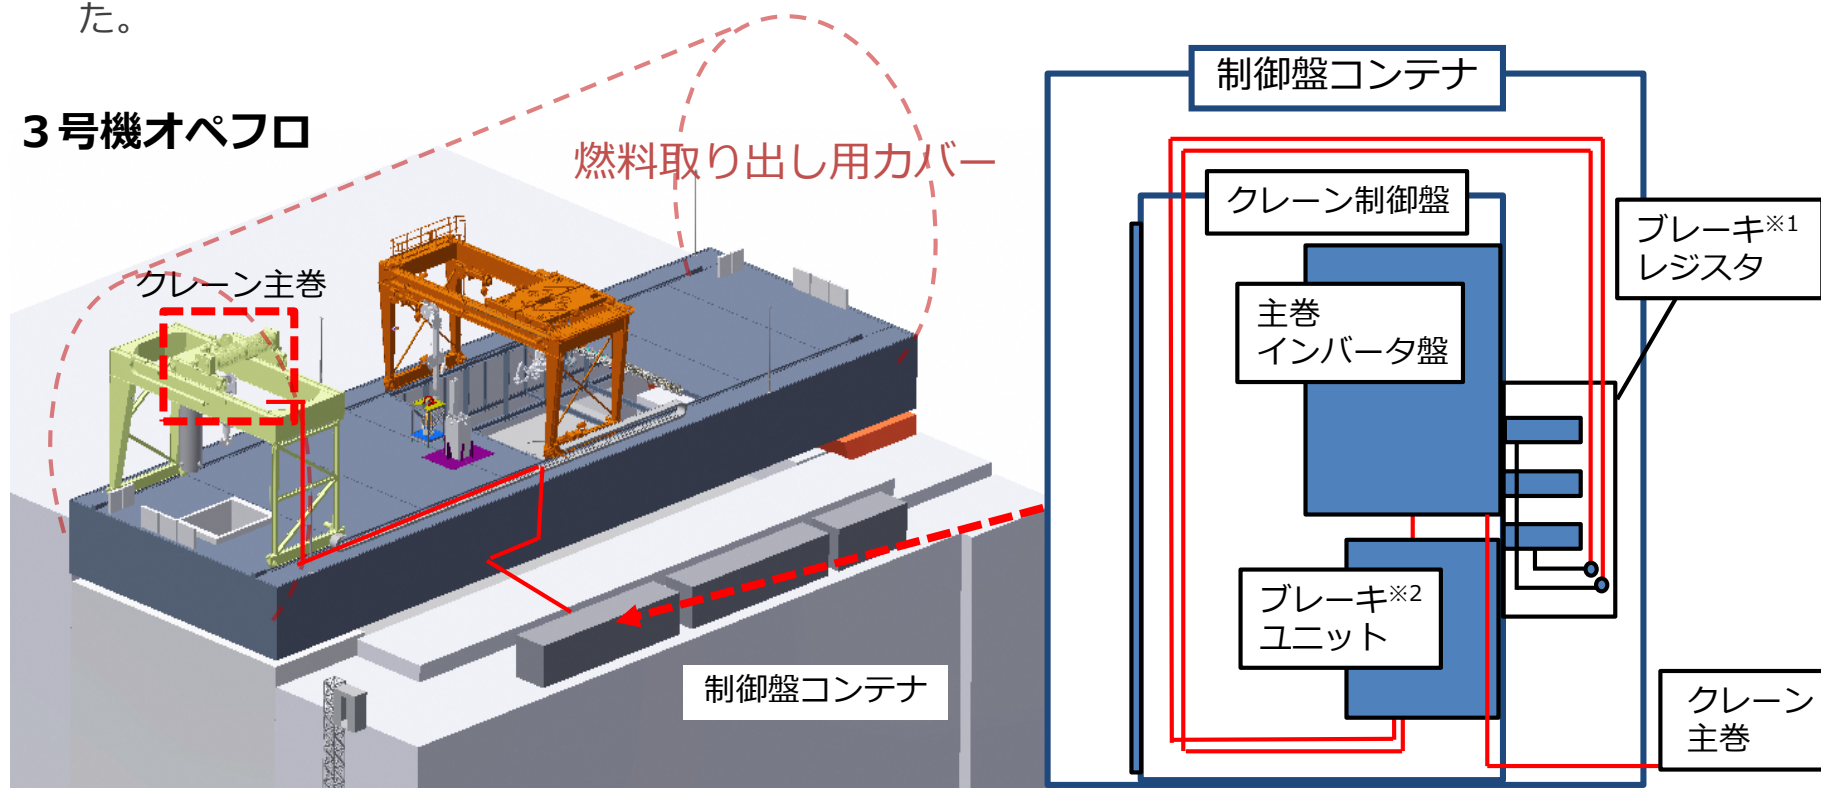 た。
３号機オペフロ
燃料取り出し用カバー
クレーン主巻
制御盤コンテナ
制御盤コンテナ
クレーン制御盤
ブレーキ※1
レジスタ
主巻
インバータ盤
ブレーキ※2
ユニット
クレーン
主巻